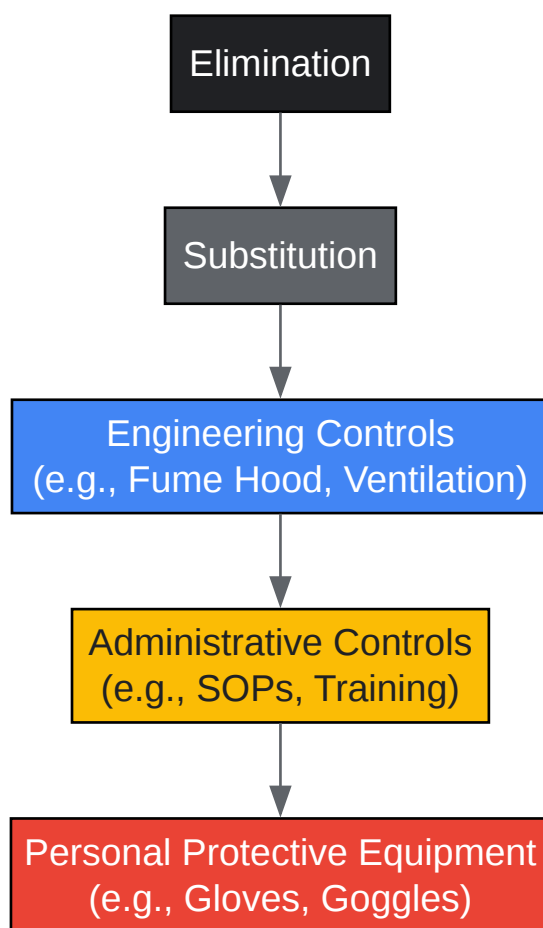 Elimination
Substitution
Engineering Controls
(e.g., Fume Hood, Ventilation)
Administrative Controls
(e.g., SOPs, Training)
Personal Protective Equipment
(e.g., Gloves, Goggles)